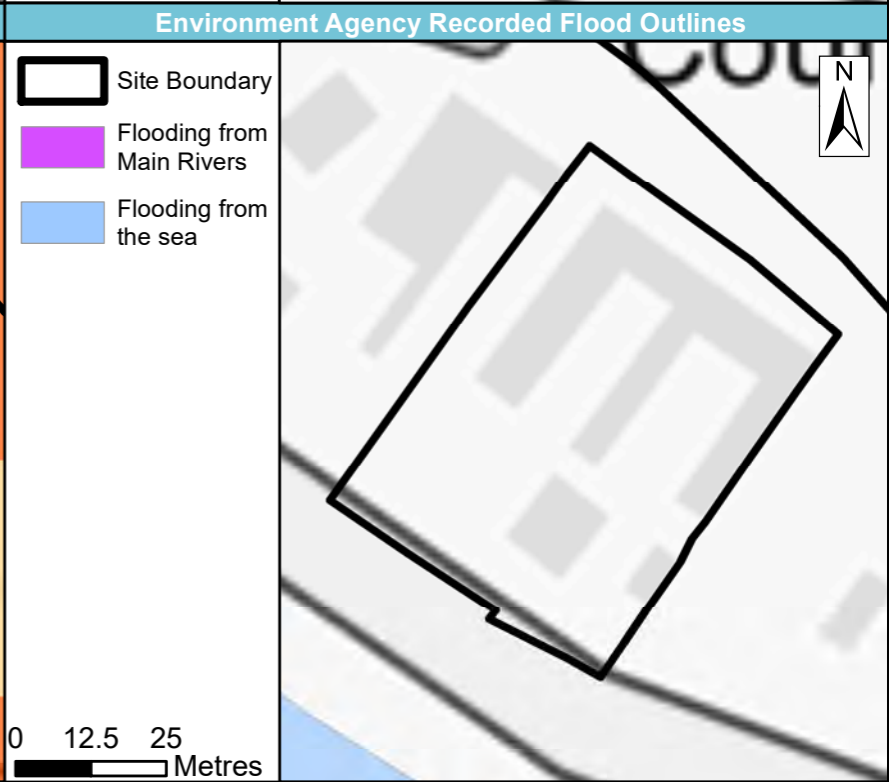 Environment Agency Recorded Flood Outlines
Site Boundary
Flooding from
Main Rivers
Flooding from
the sea
N
0 12.5 25
Metres